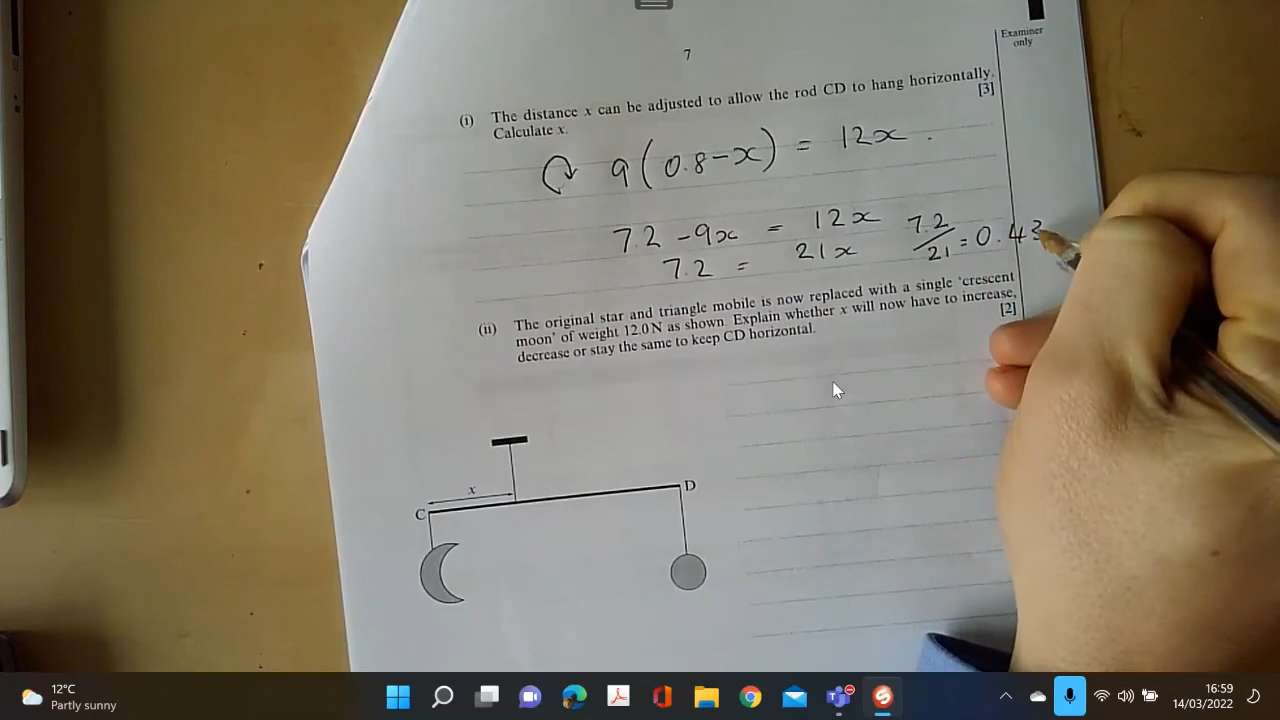 7
Examiner
only
(i) The distance x can be adjusted to allow the rod CD to hang horizontally.
Calculate x.
[3]
9(0.8-x) = 12x.
7.2 - 9x = 12x
7.2 = 21x
7.2/21 = 0.43
(ii) The original star and triangle mobile is now replaced with a single ‘crescent
moon’ of weight 12.0 N as shown. Explain whether x will now have to increase,
decrease or stay the same to keep CD horizontal.
[2]
x
C
D
12°C
Partly sunny
16:59
14/03/2022